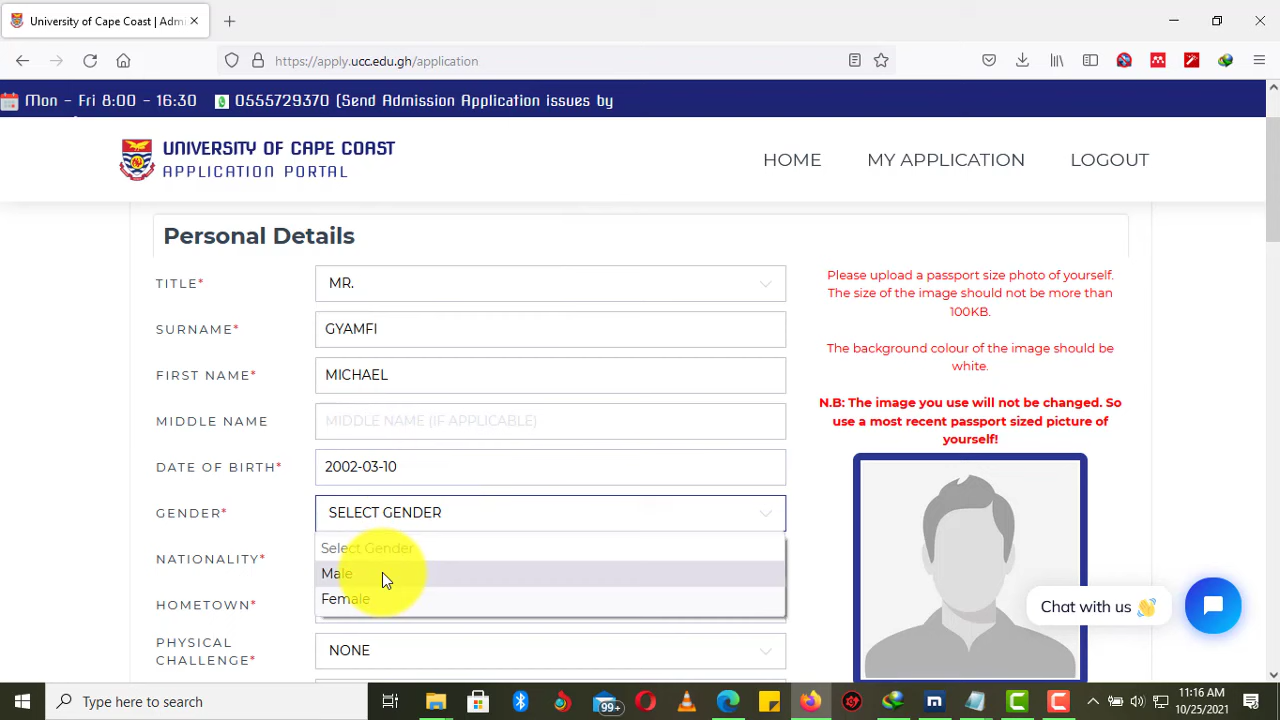 University of Cape Coast | Admi
https://apply.ucc.edu.gh/application
Mon - Fri 8:00 - 16:30 0555729370 (Send Admission Application issues by
UNIVERSITY OF CAPE COAST
APPLICATION PORTAL
HOME MY APPLICATION LOGOUT
Personal Details
TITLE* MR.
SURNAME* GYAMFI
FIRST NAME* MICHAEL
MIDDLE NAME MIDDLE NAME (IF APPLICABLE)
DATE OF BIRTH* 2002-03-10
GENDER* SELECT GENDER
Select Gender
NATIONALITY*
Male
Female
HOMETOWN*
PHYSICAL
CHALLENGE* NONE
Please upload a passport size photo of yourself.
The size of the image should not be more than
100KB.
The background colour of the image should be
white.
N.B: The image you use will not be changed. So
use a most recent passport sized picture of
yourself!
Chat with us 👋
Type here to search
99+
11:16 AM
10/25/2021